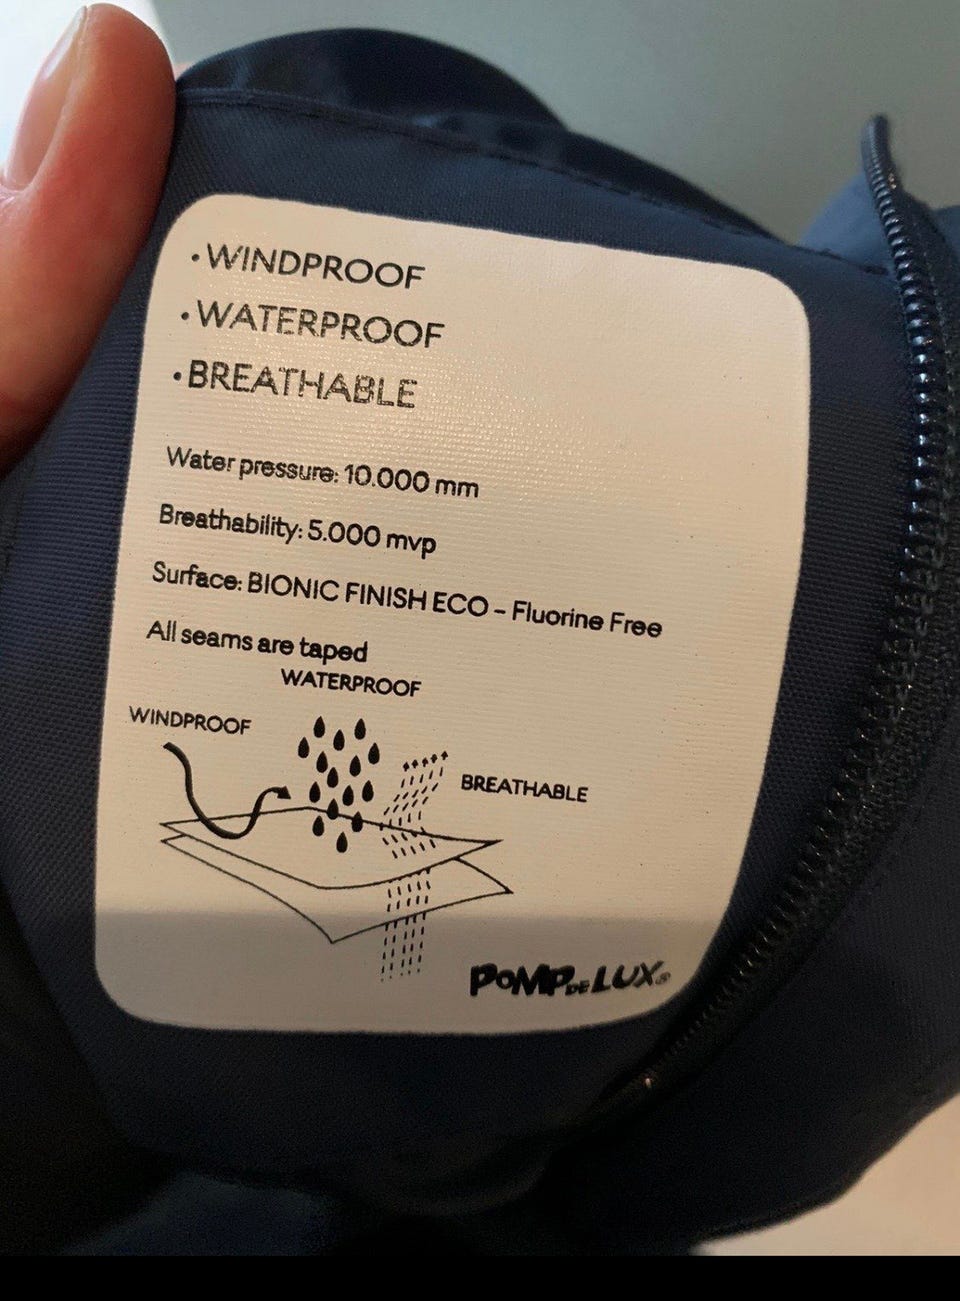 • WINDPROOF
• WATERPROOF
• BREATHABLE
Water pressure: 10.000 mm
Breathability: 5.000 mvp
Surface: BIONIC FINISH ECO – Fluorine Free
All seams are taped
WATERPROOF
WINDPROOF
BREATHABLE
POMPDELUX®